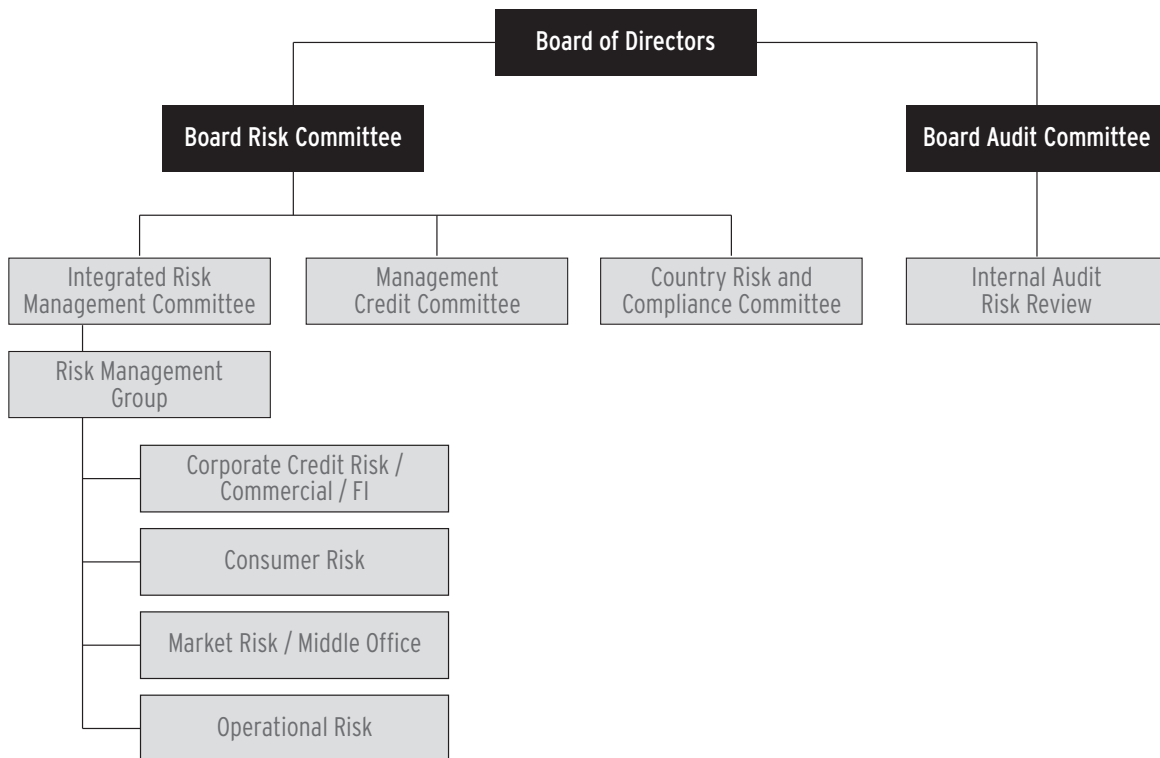 Board of Directors
Board Risk Committee
Board Audit Committee
Integrated Risk
Management Committee
Management
Credit Committee
Country Risk and
Compliance Committee
Internal Audit
Risk Review
Risk Management
Group
Corporate Credit Risk /
Commercial / FI
Consumer Risk
Market Risk / Middle Office
Operational Risk